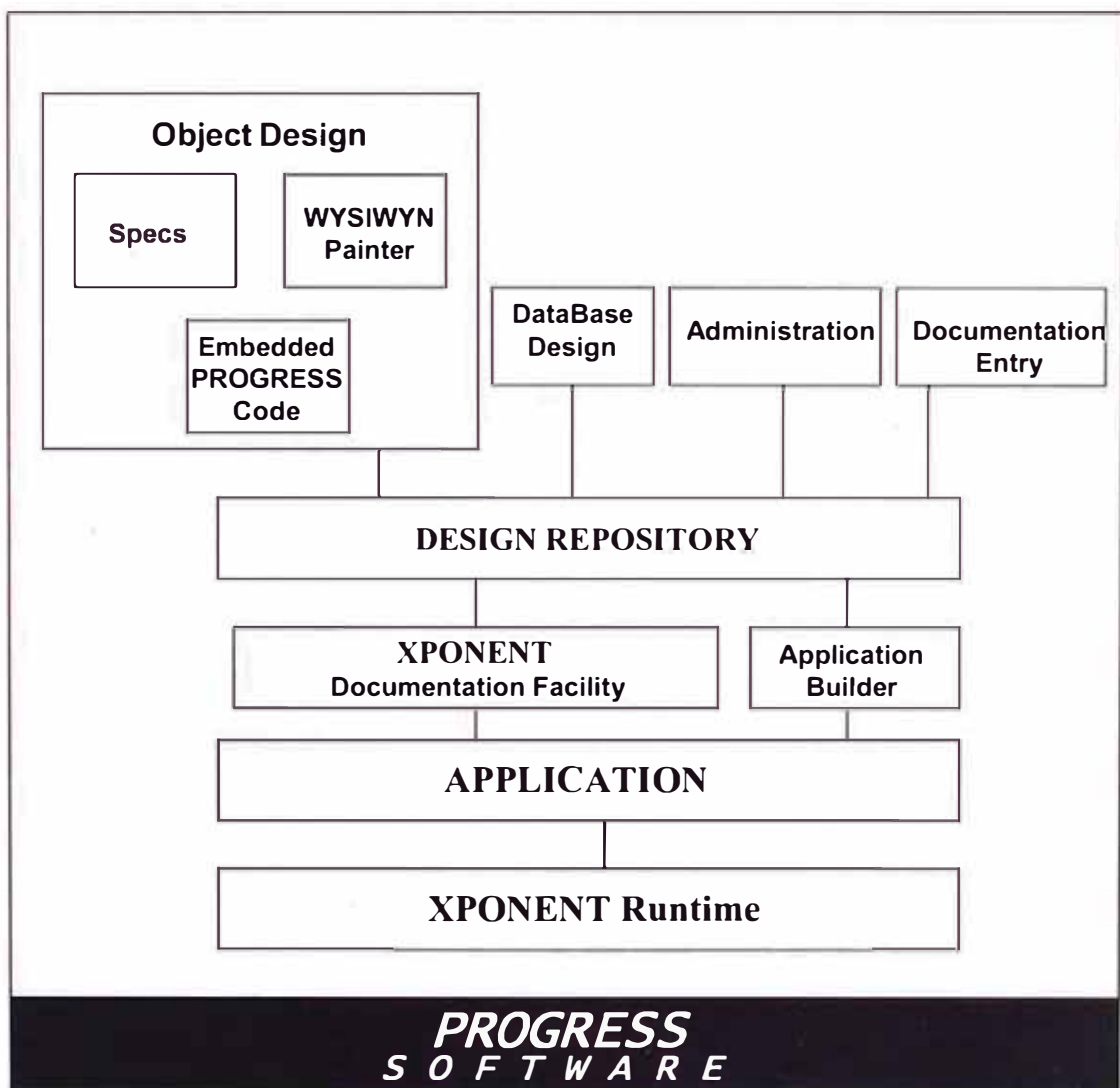 Object Design
Specs
WYSIWYN
Painter
Embedded
PROGRESS
Code
DataBase
Design
Administration
Documentation
Entry
DESIGN REPOSITORY
XPONENT
Documentation Facility
Application
Builder
APPLICATION
XPONENT Runtime
PROGRESS
SOFTWARE